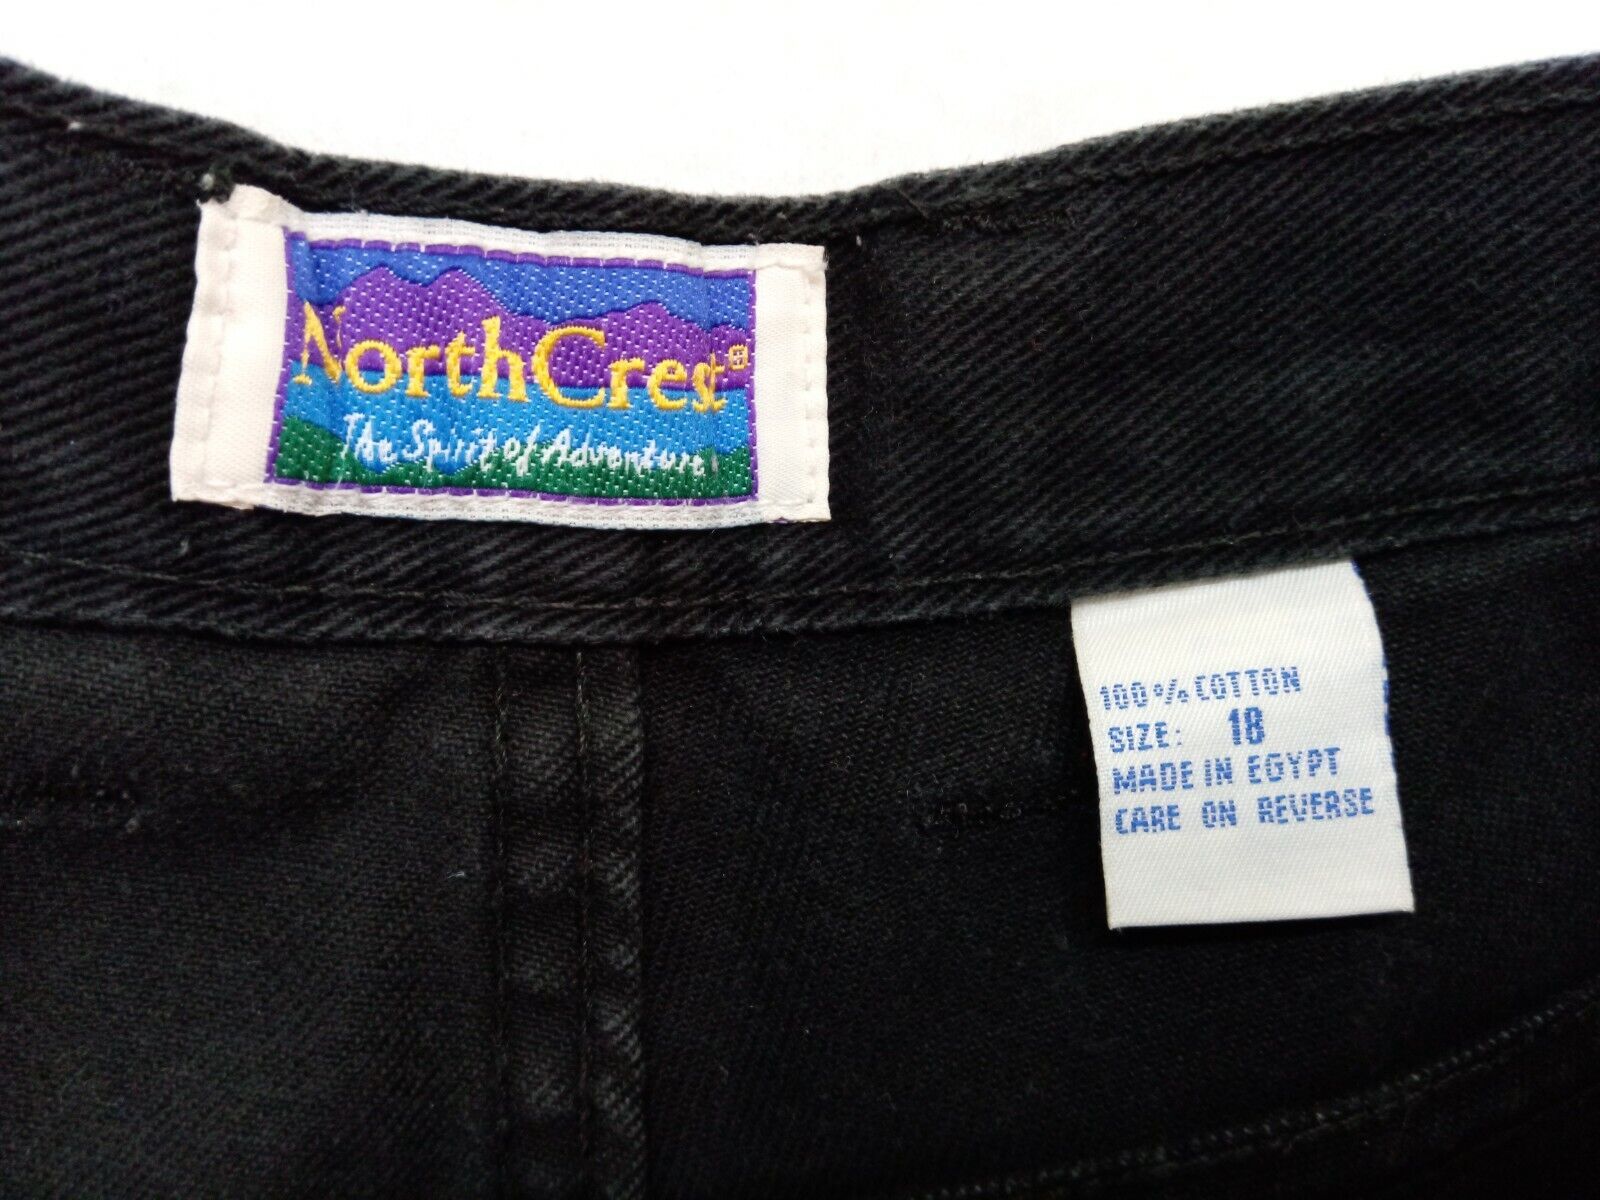 NorthCrest®
The Spirit of Adventure
100% COTTON
SIZE: 18
MADE IN EGYPT
CARE ON REVERSE